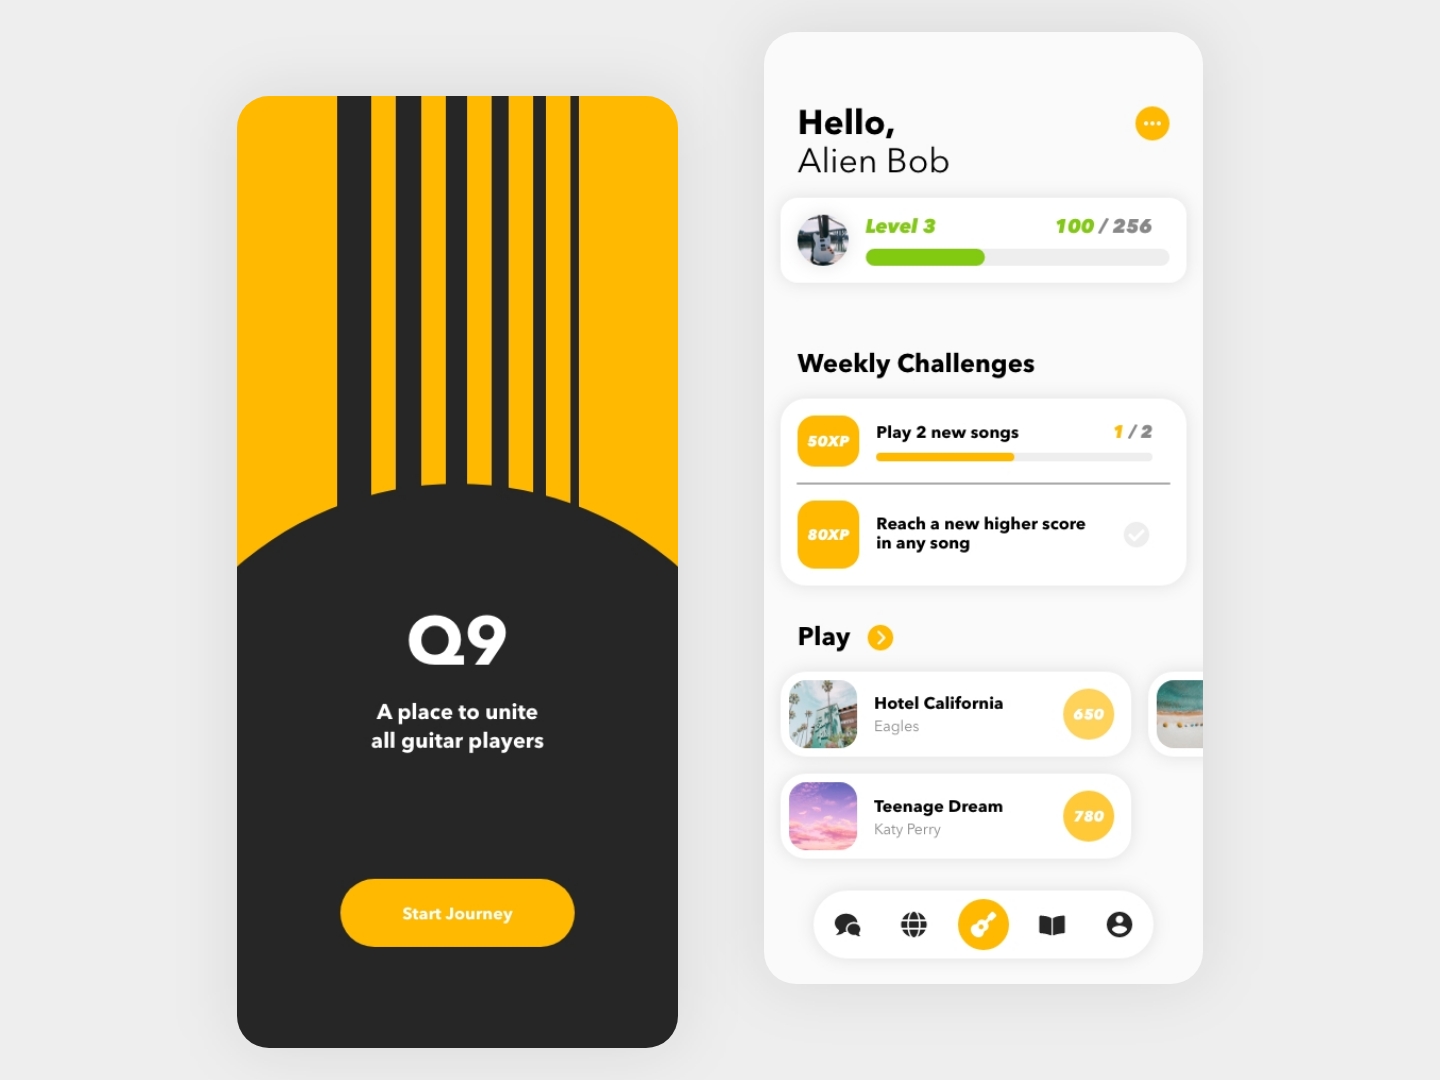 Q9
A place to unite
all guitar players
Start Journey
Hello,
Alien Bob
Level 3
100 / 256
Weekly Challenges
50XP
Play 2 new songs
1 / 2
80XP
Reach a new higher score
in any song
Play
Hotel California
Eagles
650
Teenage Dream
Katy Perry
780